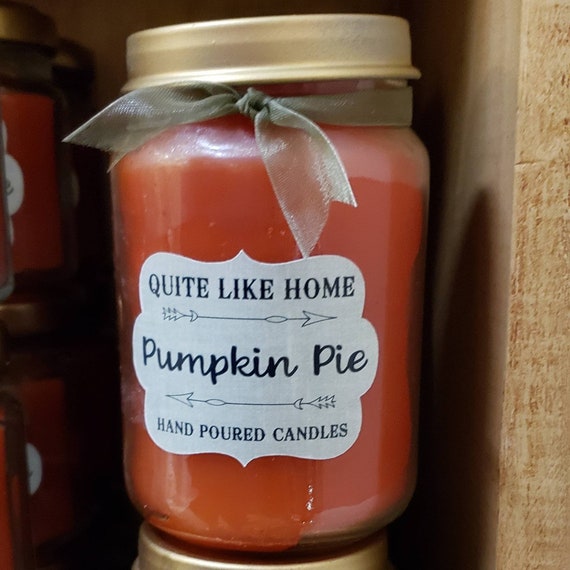 QUITE LIKE HOME
Pumpkin Pie
HAND POURED CANDLES